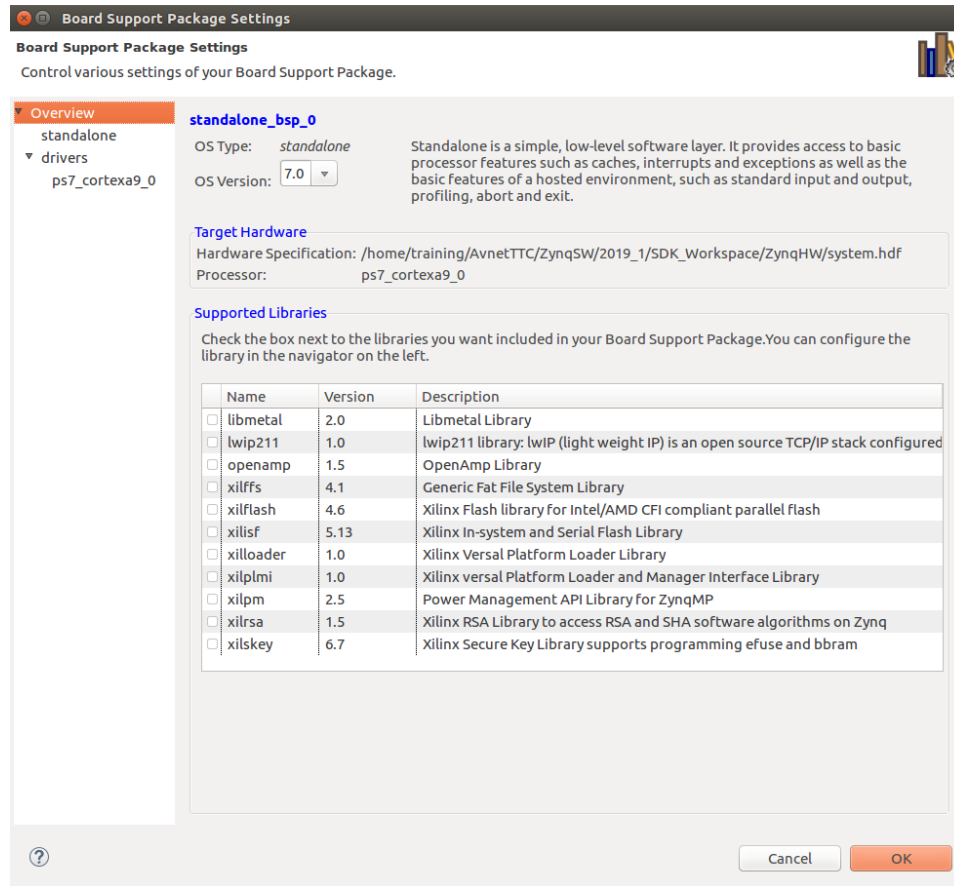 Board Support Package Settings
Board Support Package Settings
Control various settings of your Board Support Package.
Overview
standalone
drivers
ps7_cortexa9_0
standalone_bsp_0
OS Type: standalone
OS Version: 7.0
Standalone is a simple, low-level software layer. It provides access to basic
processor features such as caches, interrupts and exceptions as well as the
basic features of a hosted environment, such as standard input and output,
profiling, abort and exit.
Target Hardware
Hardware Specification: /home/training/AvnetTTC/ZynqSW/2019_1/SDK_Workspace/ZynqHW/system.hdf
Processor: ps7_cortexa9_0
Supported Libraries
Check the box next to the libraries you want included in your Board Support Package.You can configure the
library in the navigator on the left.
Name Version Description
libmetal 2.0 Libmetal Library
lwip211 1.0 lwip211 library: lwIP (light weight IP) is an open source TCP/IP stack configured
openamp 1.5 OpenAmp Library
xilffs 4.1 Generic Fat File System Library
xilflash 4.6 Xilinx Flash library for Intel/AMD CFI compliant parallel flash
xilisf 5.13 Xilinx In-system and Serial Flash Library
xilloader 1.0 Xilinx Versal Platform Loader Library
xilplmi 1.0 Xilinx versal Platform Loader and Manager Interface Library
xilpm 2.5 Power Management API Library for ZynqMP
xilrsa 1.5 Xilinx RSA Library to access RSA and SHA software algorithms on Zynq
xilskey 6.7 Xilinx Secure Key Library supports programming efuse and bbram
?
Cancel OK